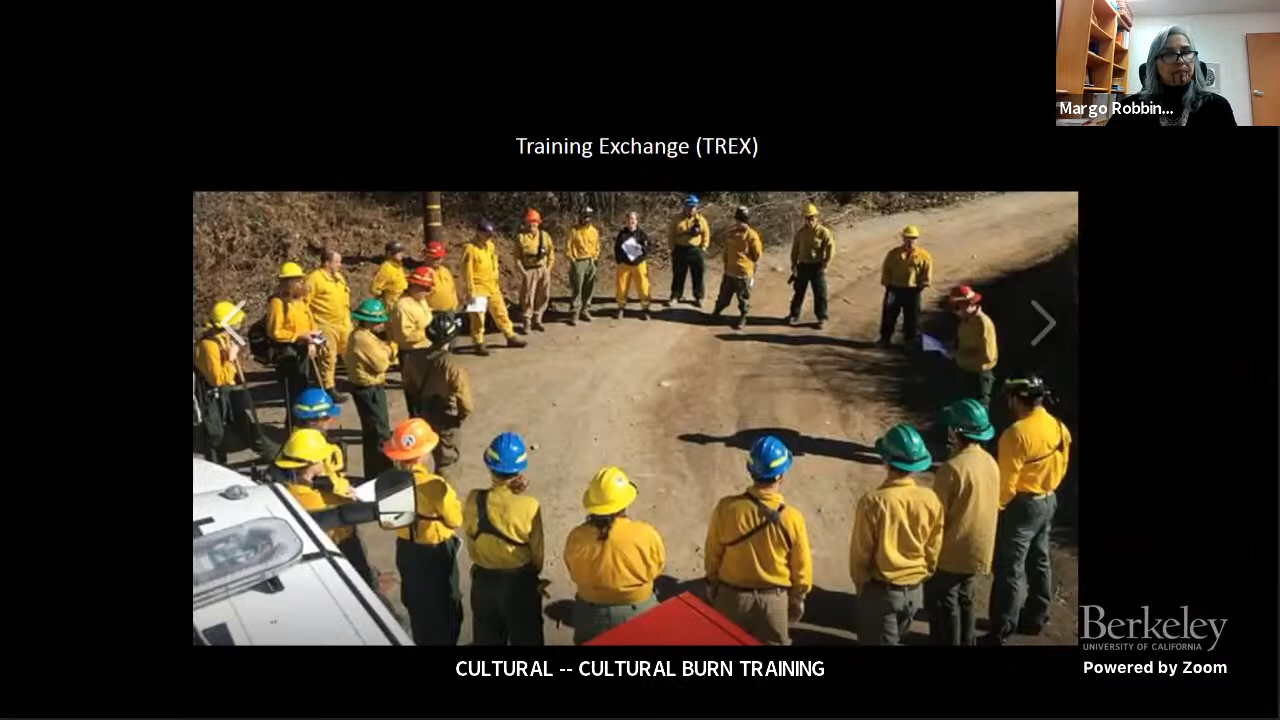 Margo Robbin...
Training Exchange (TREX)
Berkeley
UNIVERSITY OF CALIFORNIA
CULTURAL -- CULTURAL BURN TRAINING
Powered by Zoom